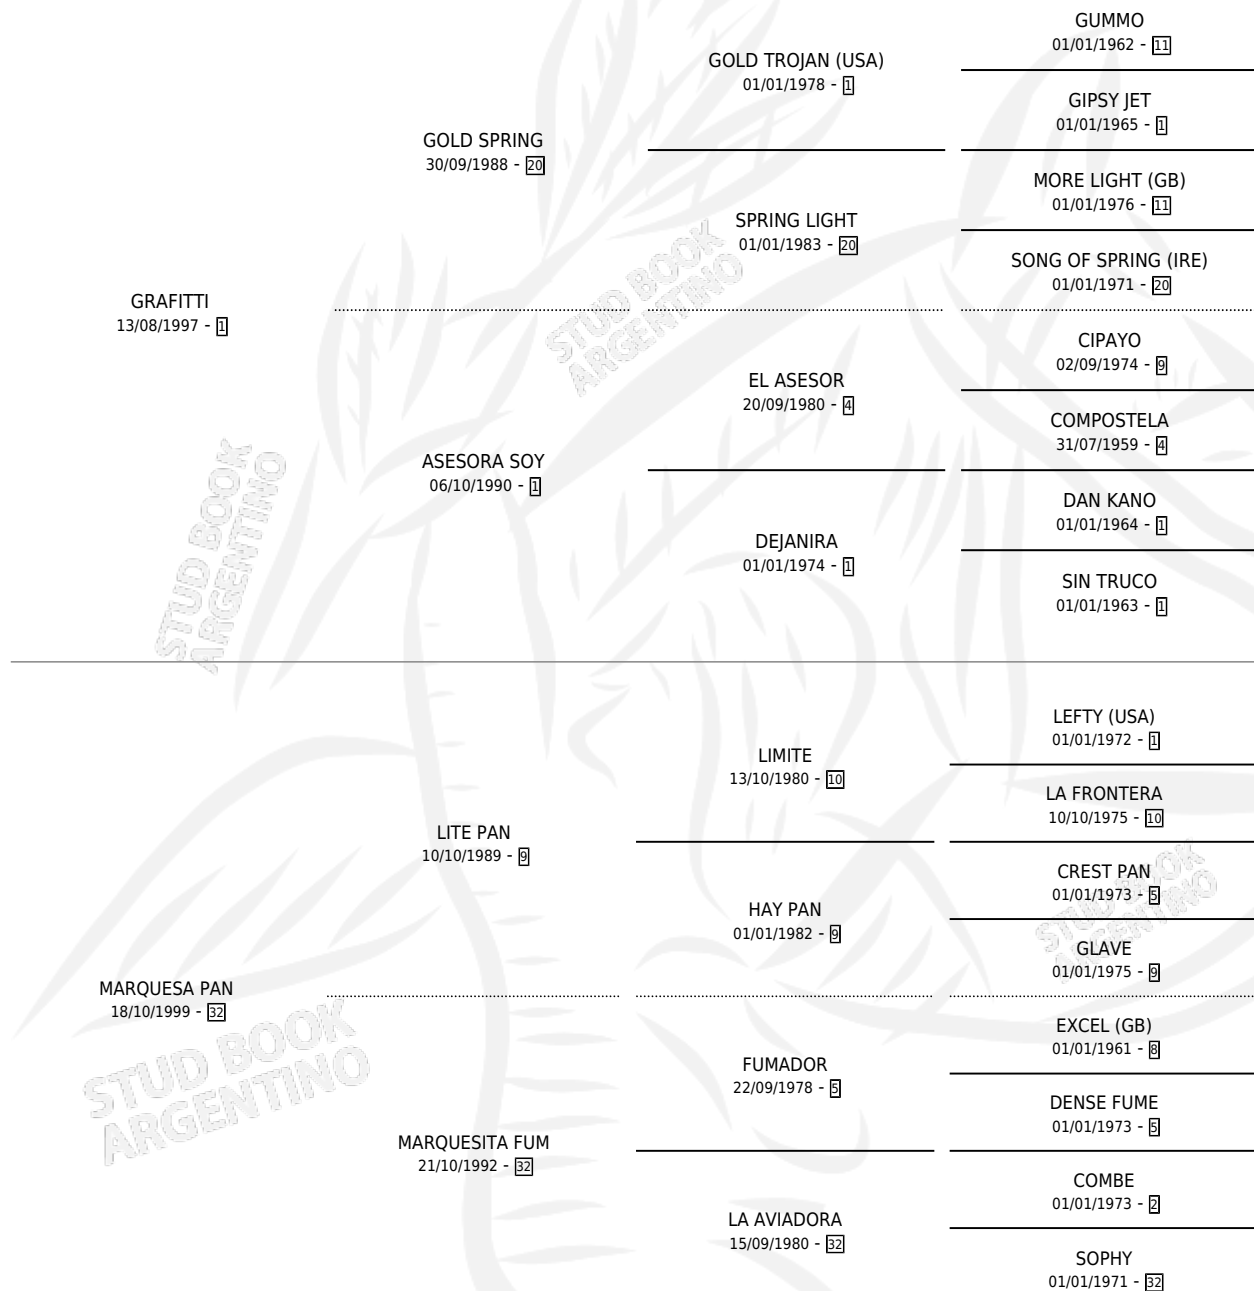 GUMMO
01/01/1962 - 11
GOLD TROJAN (USA)
01/01/1978 - 1
GIPSY JET
01/01/1965 - 1
GOLD SPRING
30/09/1988 - 20
MORE LIGHT (GB)
01/01/1976 - 11
SPRING LIGHT
01/01/1983 - 20
SONG OF SPRING (IRE)
01/01/1971 - 20
GRAFITTI
13/08/1997 - 1
CIPAYO
02/09/1974 - 9
EL ASESOR
20/09/1980 - 4
COMPOSTELA
31/07/1959 - 4
ASESORA SOY
06/10/1990 - 1
DAN KANO
01/01/1964 - 1
DEJANIRA
01/01/1974 - 1
SIN TRUCO
01/01/1963 - 1
LEFTY (USA)
01/01/1972 - 1
LIMITE
13/10/1980 - 10
LA FRONTERA
10/10/1975 - 10
LITE PAN
10/10/1989 - 9
CREST PAN
01/01/1973 - 5
HAY PAN
01/01/1982 - 9
GLAVE
01/01/1975 - 9
MARQUESA PAN
18/10/1999 - 32
EXCEL (GB)
01/01/1961 - 8
FUMADOR
22/09/1978 - 5
DENSE FUME
01/01/1973 - 5
MARQUESITA FUM
21/10/1992 - 32
COMBE
01/01/1973 - 2
LA AVIADORA
15/09/1980 - 32
SOPHY
01/01/1971 - 32
STUD BOOK
ARGENTINO
STUD BOOK
ARGENTINO
STUD BOOK
ARGENTINO
STUD BOOK
ARGENTINO